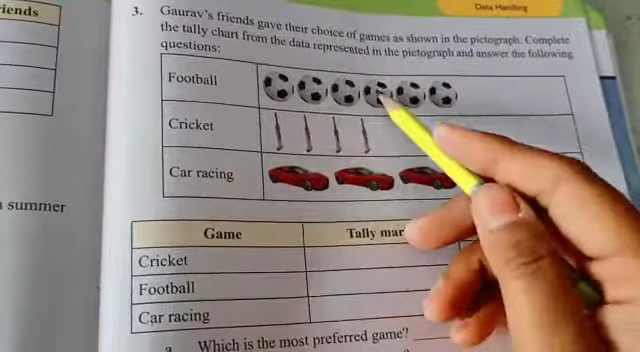 iends
Data Handling
3. Gaurav's friends gave their choice of games as shown in the pictograph. Complete
the tally chart from the data represented in the pictograph and answer the following
questions:
Football
Cricket
Car racing
summer
Game Tally mar
Cricket
Football
Car racing
a Which is the most preferred game?